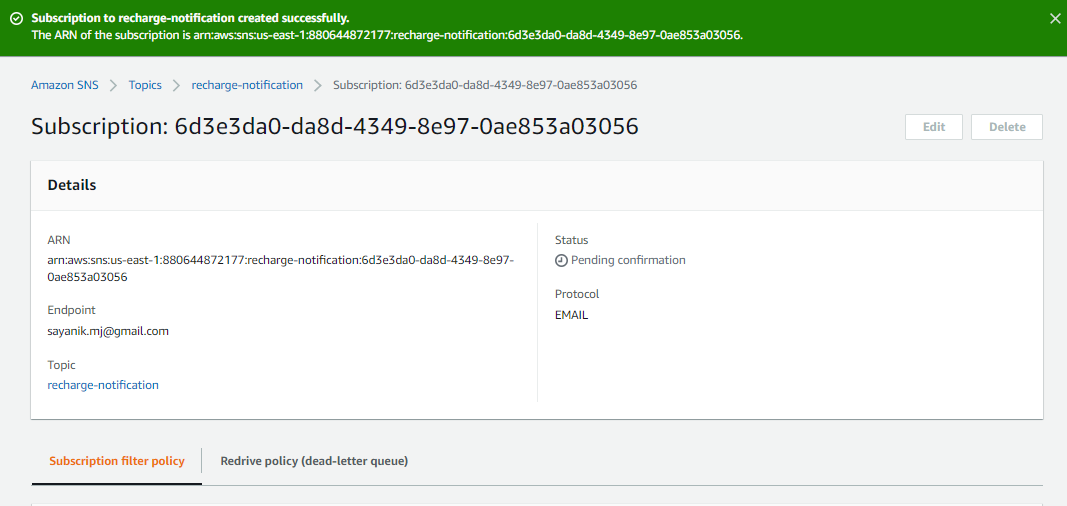 Subscription to recharge-notification created successfully.
The ARN of the subscription is arn:aws:sns:us-east-1:880644872177:recharge-notification:6d3e3da0-da8d-4349-8e97-0ae853a03056.
Amazon SNS > Topics > recharge-notification > Subscription: 6d3e3da0-da8d-4349-8e97-0ae853a03056
Subscription: 6d3e3da0-da8d-4349-8e97-0ae853a03056
Edit
Delete
Details
ARN
arn:aws:sns:us-east-1:880644872177:recharge-notification:6d3e3da0-da8d-4349-8e97-
0ae853a03056
Endpoint
sayanik.mj@gmail.com
Topic
recharge-notification
Status
Pending confirmation
Protocol
EMAIL
Subscription filter policy
Redrive policy (dead-letter queue)